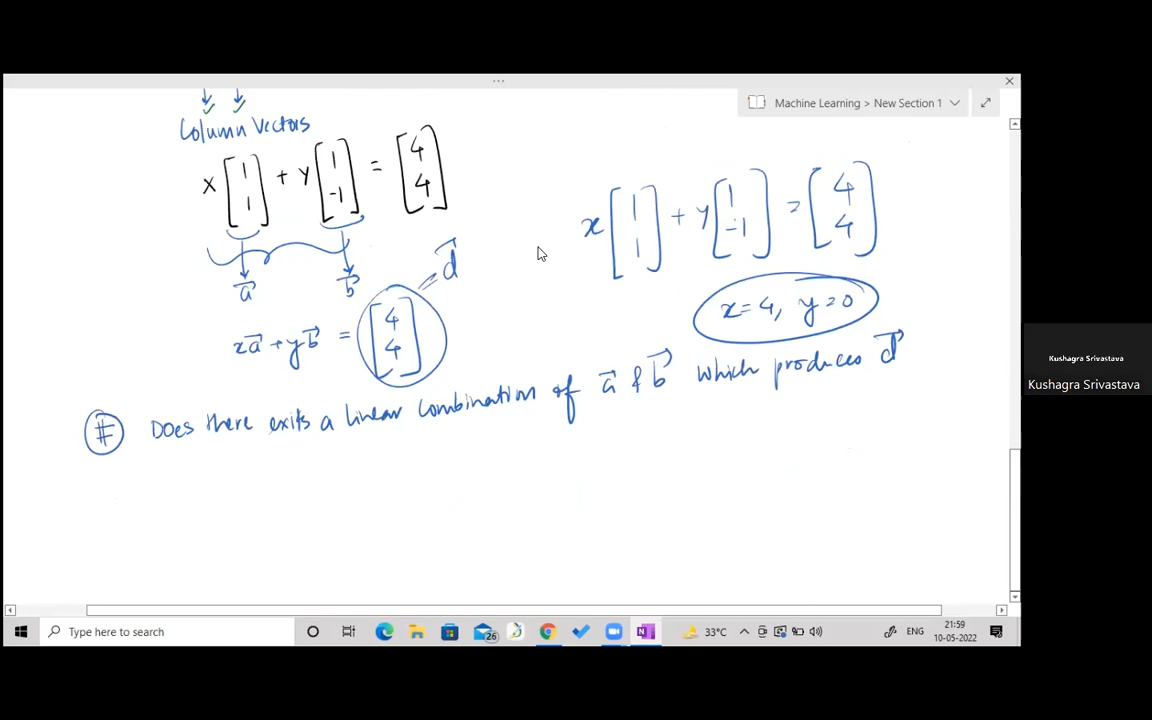 Machine Learning > New Section 1
Column Vectors
x [1 1] + y [1 -1] = [4 4]
x [1 1] + y [1 -1] = [4 4]
a⃗ b⃗ d⃗
x=4, y=0
xa⃗ + yb⃗ = [4 4]
# Does there exits a linear combination of a⃗ & b⃗ which produces d⃗
Kushagra Srivastava
Kushagra Srivastava
Type here to search
26
33°C
ENG
21:59
10-05-2022